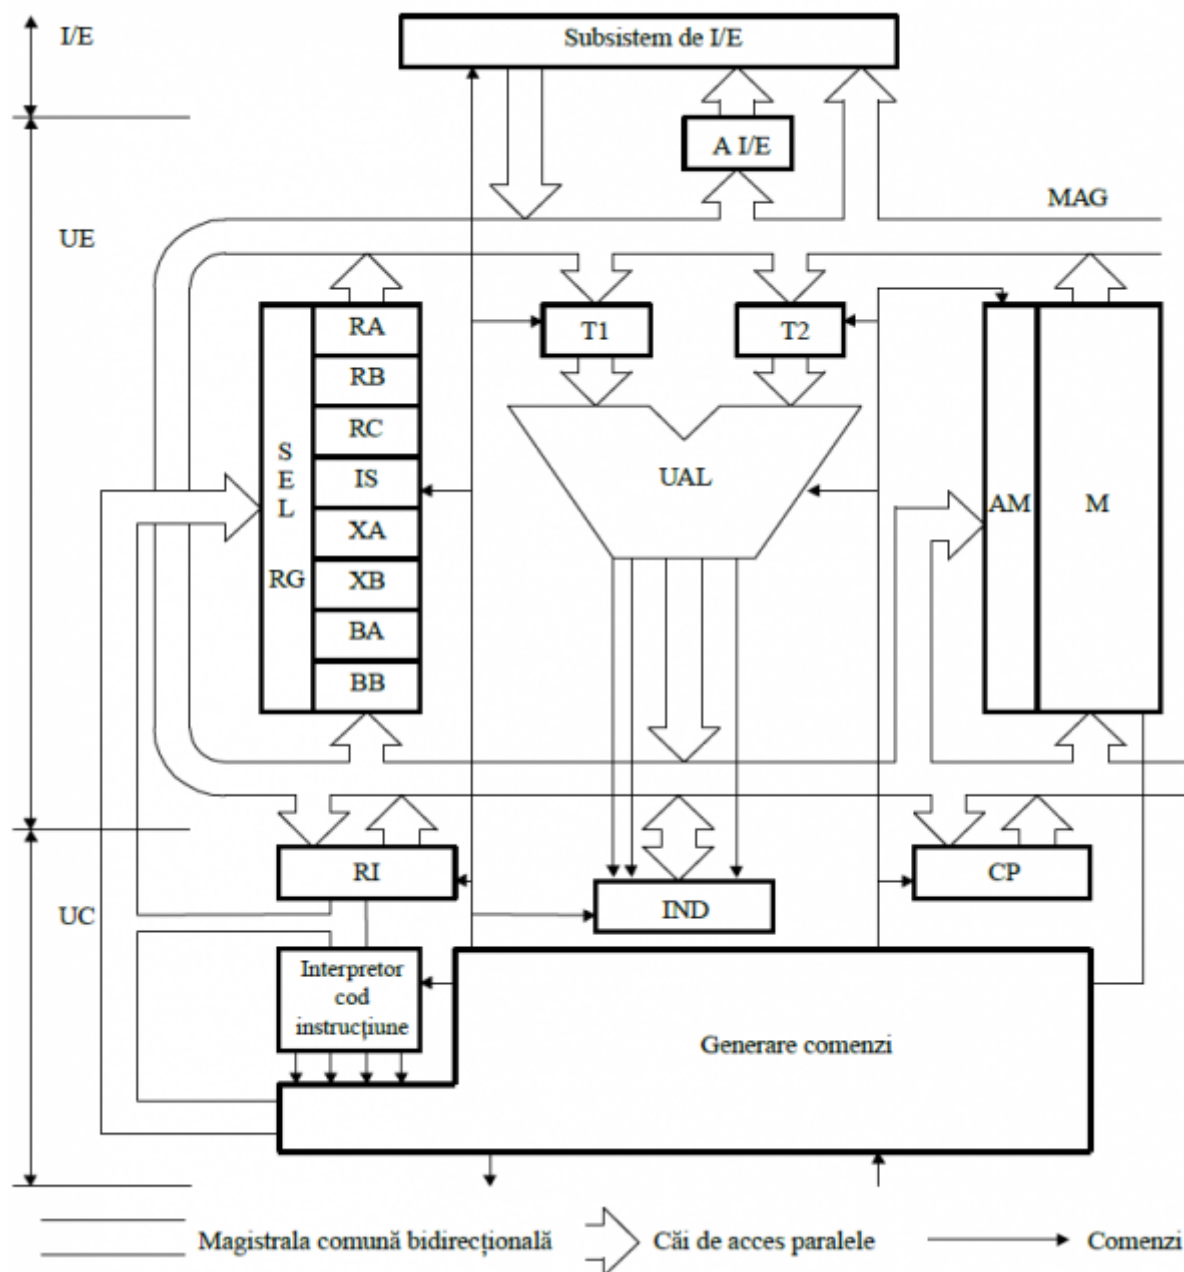 I/E
Subsistem de I/E
A I/E
MAG
UE
RA
T1
T2
RB
RC
S
E
L
IS
UAL
AM
M
XA
RG
XB
BA
BB
RI
CP
IND
UC
Interpretor
cod
instrucțiune
Generare comenzi
Magistrala comună bidirecțională
Căi de acces paralele
Comenzi